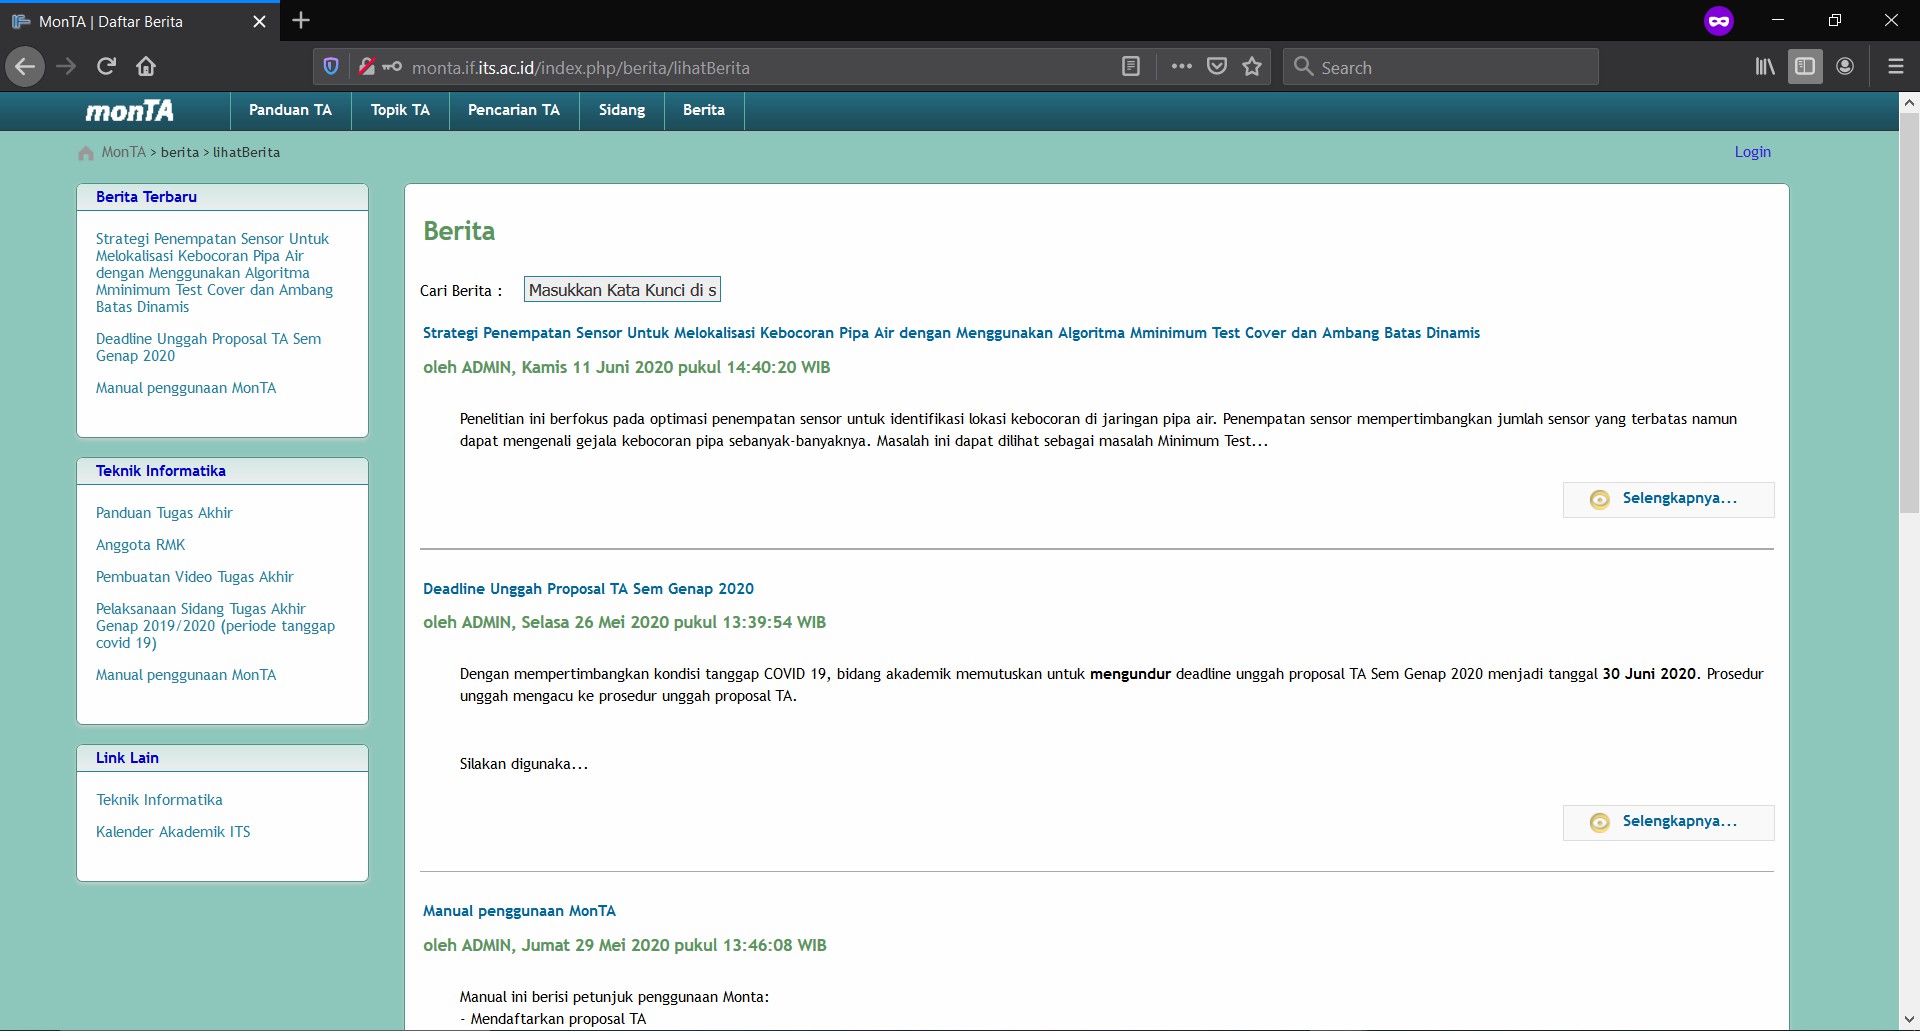 MonTA | Daftar Berita
monta.if.its.ac.id/index.php/berita/lihatBerita
Search
monTA
Panduan TA
Topik TA
Pencarian TA
Sidang
Berita
MonTA > berita > lihatBerita
Login
Berita Terbaru
Strategi Penempatan Sensor Untuk
Melokalisasi Kebocoran Pipa Air
dengan Menggunakan Algoritma
Mminimum Test Cover dan Ambang
Batas Dinamis
Deadline Unggah Proposal TA Sem
Genap 2020
Manual penggunaan MonTA
Teknik Informatika
Panduan Tugas Akhir
Anggota RMK
Pembuatan Video Tugas Akhir
Pelaksanaan Sidang Tugas Akhir
Genap 2019/2020 (periode tanggap
covid 19)
Manual penggunaan MonTA
Link Lain
Teknik Informatika
Kalender Akademik ITS
Berita
Cari Berita : Masukkan Kata Kunci di s
Strategi Penempatan Sensor Untuk Melokalisasi Kebocoran Pipa Air dengan Menggunakan Algoritma Mminimum Test Cover dan Ambang Batas Dinamis
oleh ADMIN, Kamis 11 Juni 2020 pukul 14:40:20 WIB
Penelitian ini berfokus pada optimasi penempatan sensor untuk identifikasi lokasi kebocoran di jaringan pipa air. Penempatan sensor mempertimbangkan jumlah sensor yang terbatas namun
dapat mengenali gejala kebocoran pipa sebanyak-banyaknya. Masalah ini dapat dilihat sebagai masalah Minimum Test...
Selengkapnya...
Deadline Unggah Proposal TA Sem Genap 2020
oleh ADMIN, Selasa 26 Mei 2020 pukul 13:39:54 WIB
Dengan mempertimbangkan kondisi tanggap COVID 19, bidang akademik memutuskan untuk mengundur deadline unggah proposal TA Sem Genap 2020 menjadi tanggal 30 Juni 2020. Prosedur
unggah mengacu ke prosedur unggah proposal TA.
Silakan digunaka...
Selengkapnya...
Manual penggunaan MonTA
oleh ADMIN, Jumat 29 Mei 2020 pukul 13:46:08 WIB
Manual ini berisi petunjuk penggunaan Monta:
- Mendaftarkan proposal TA